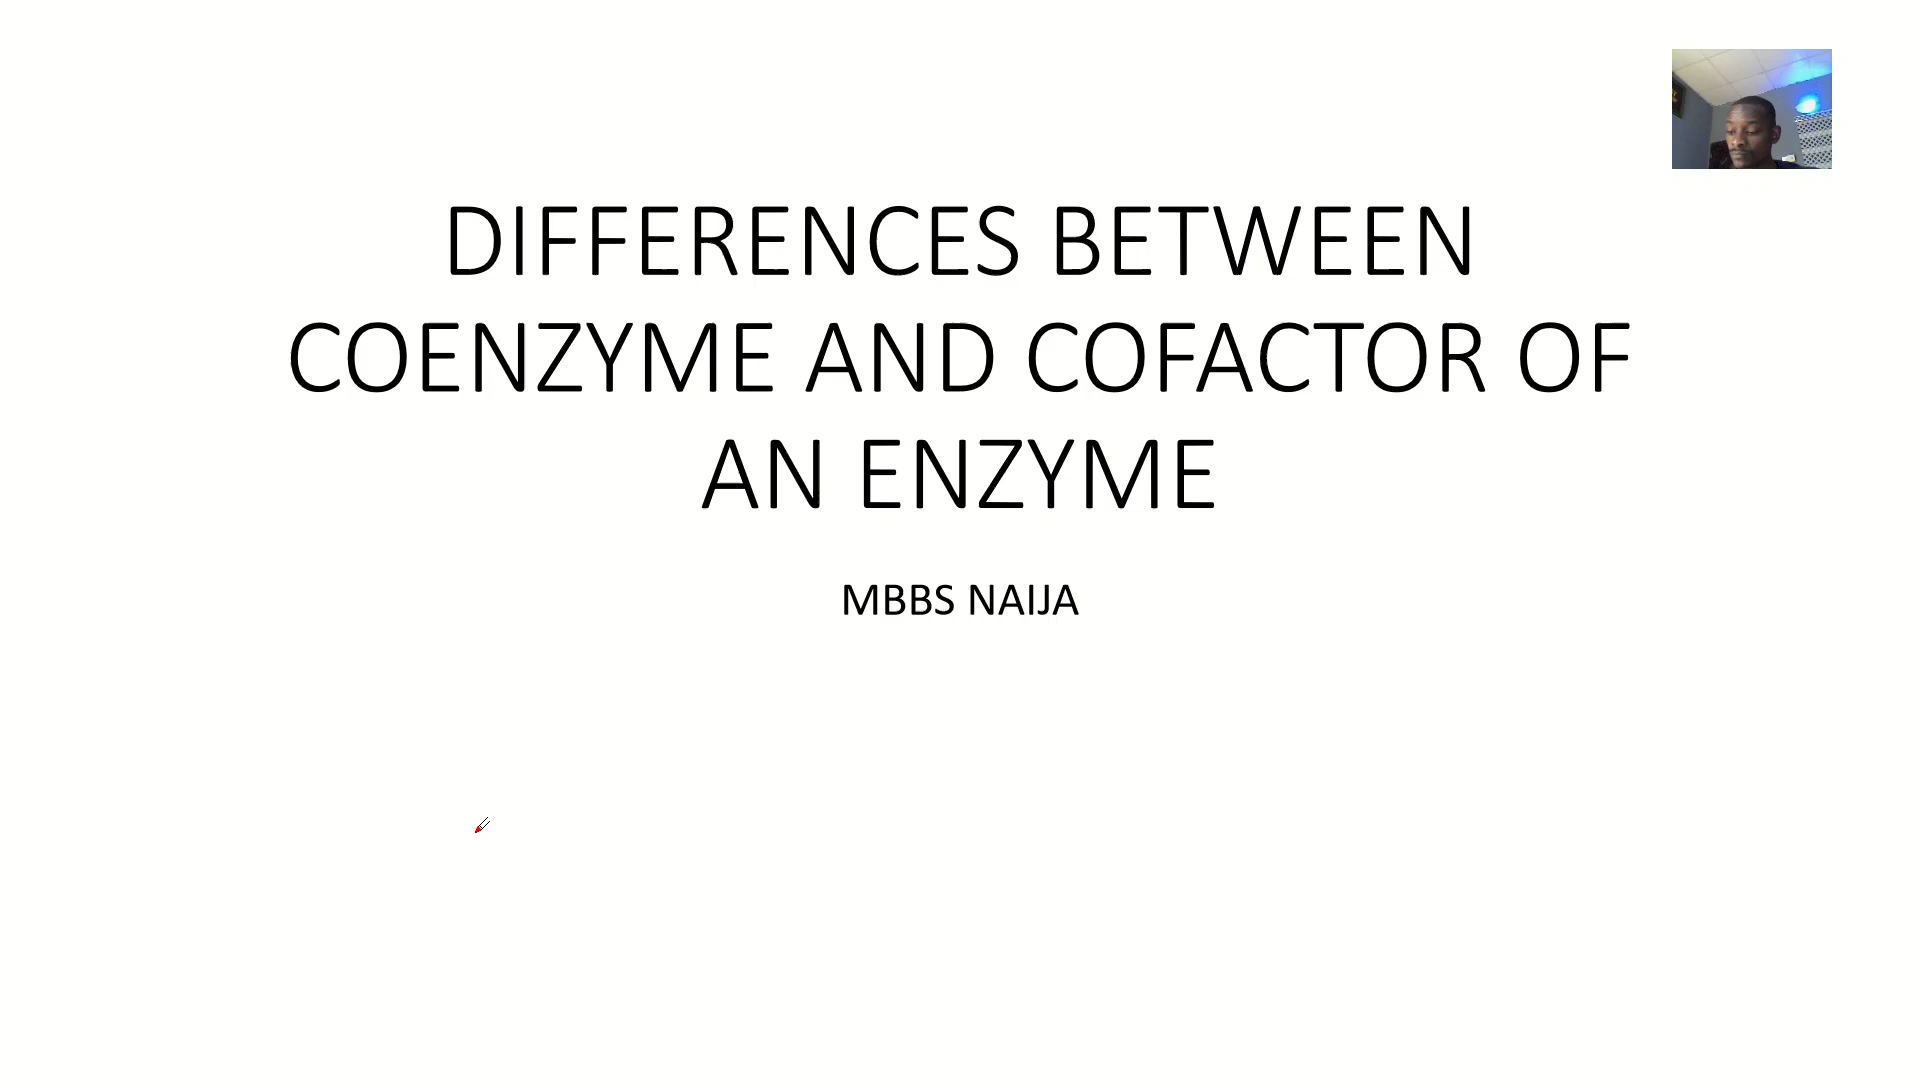 DIFFERENCES BETWEEN
COENZYME AND COFACTOR OF
AN ENZYME
MBBS NAIJA